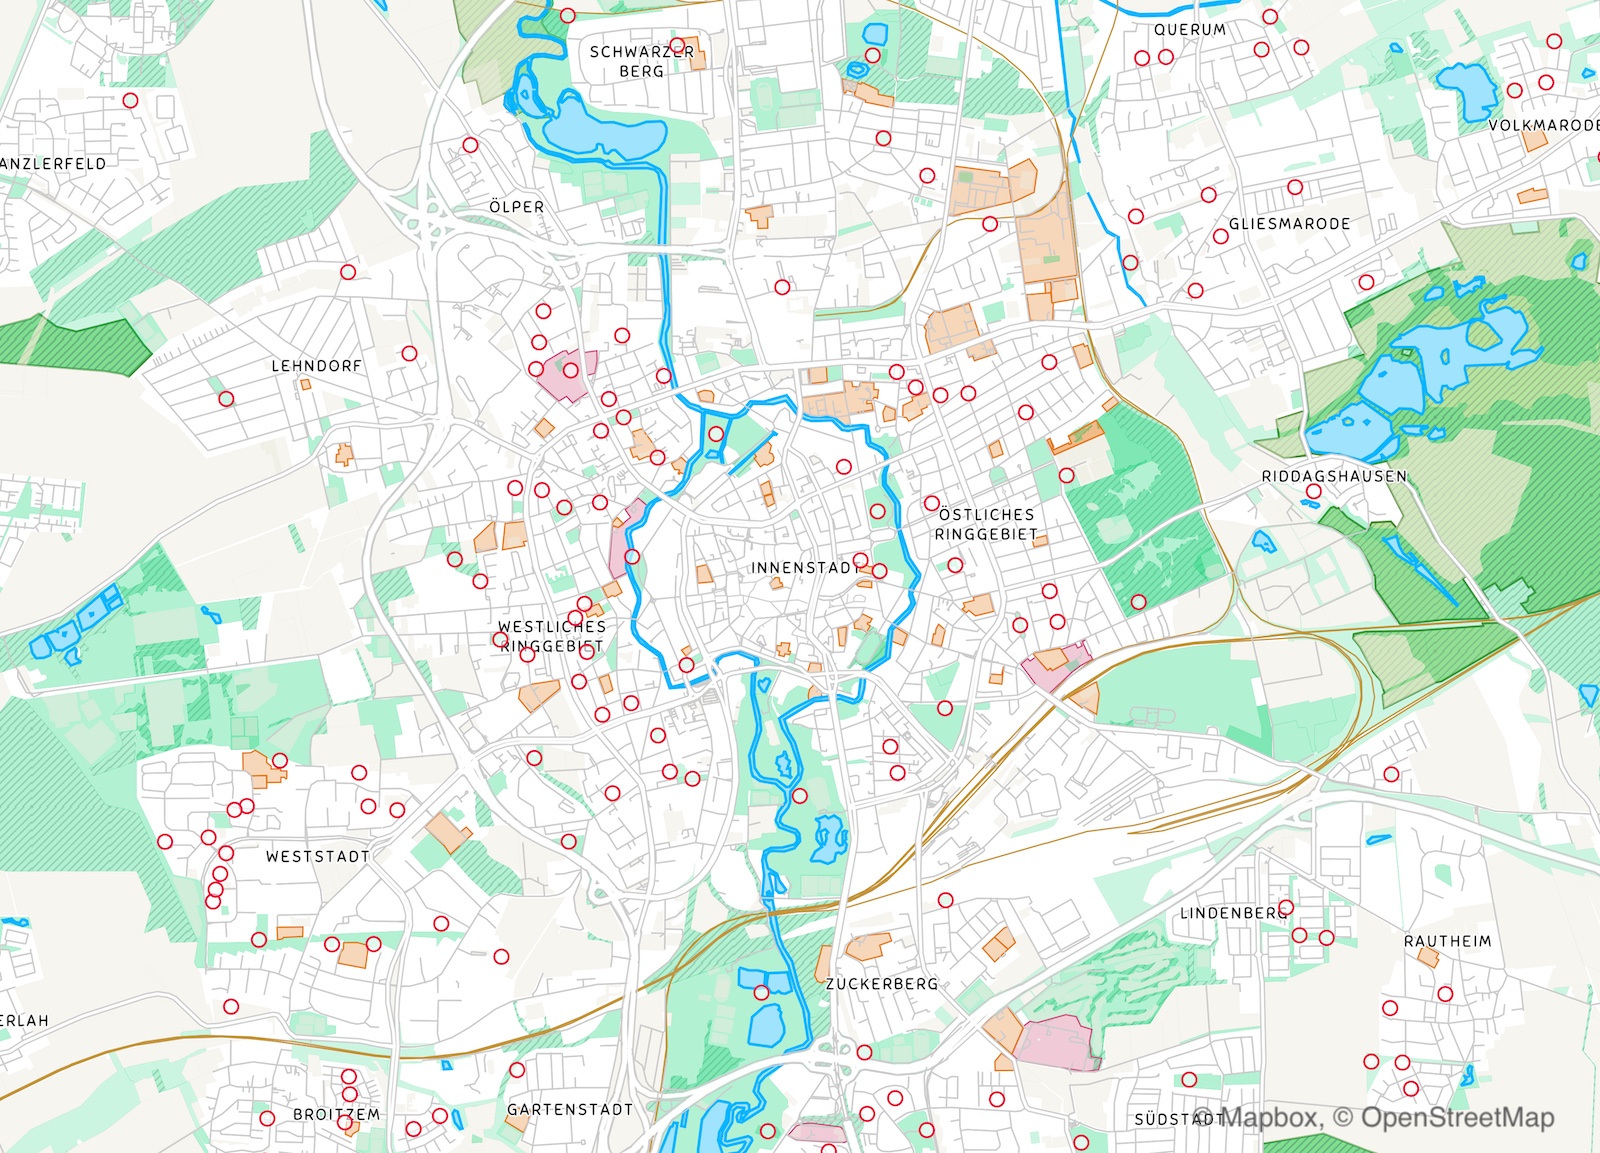 QUERUM
SCHWARZER
BERG
VOLKMARODE
ANZLERFELD
ÖLPER
GLIESMARODE
LEHNDORF
RIDDAGSHAUSEN
ÖSTLICHES
RINGGEBIET
INNENSTADT
WESTLICHES
RINGGEBIET
WESTSTADT
LINDENBERG
RAUTHEIM
ZUCKERBERG
ERLAH
BROITZEM
GARTENSTADT
SÜDSTADT
© Mapbox, © OpenStreetMap